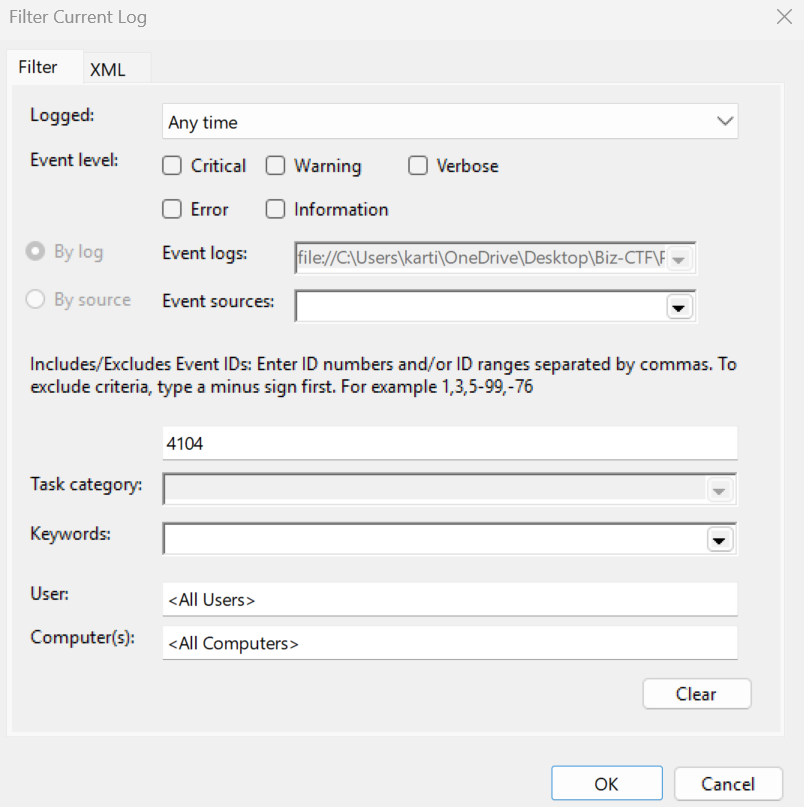 Filter Current Log
Filter
XML
Logged:
Any time
Event level:
Critical
Warning
Verbose
Error
Information
By log
Event logs:
file://C:\Users\karti\OneDrive\Desktop\Biz-CTF\
By source
Event sources:
Includes/Excludes Event IDs: Enter ID numbers and/or ID ranges separated by commas. To
exclude criteria, type a minus sign first. For example 1,3,5-99,-76
4104
Task category:
Keywords:
User:
<All Users>
Computer(s):
<All Computers>
Clear
OK
Cancel